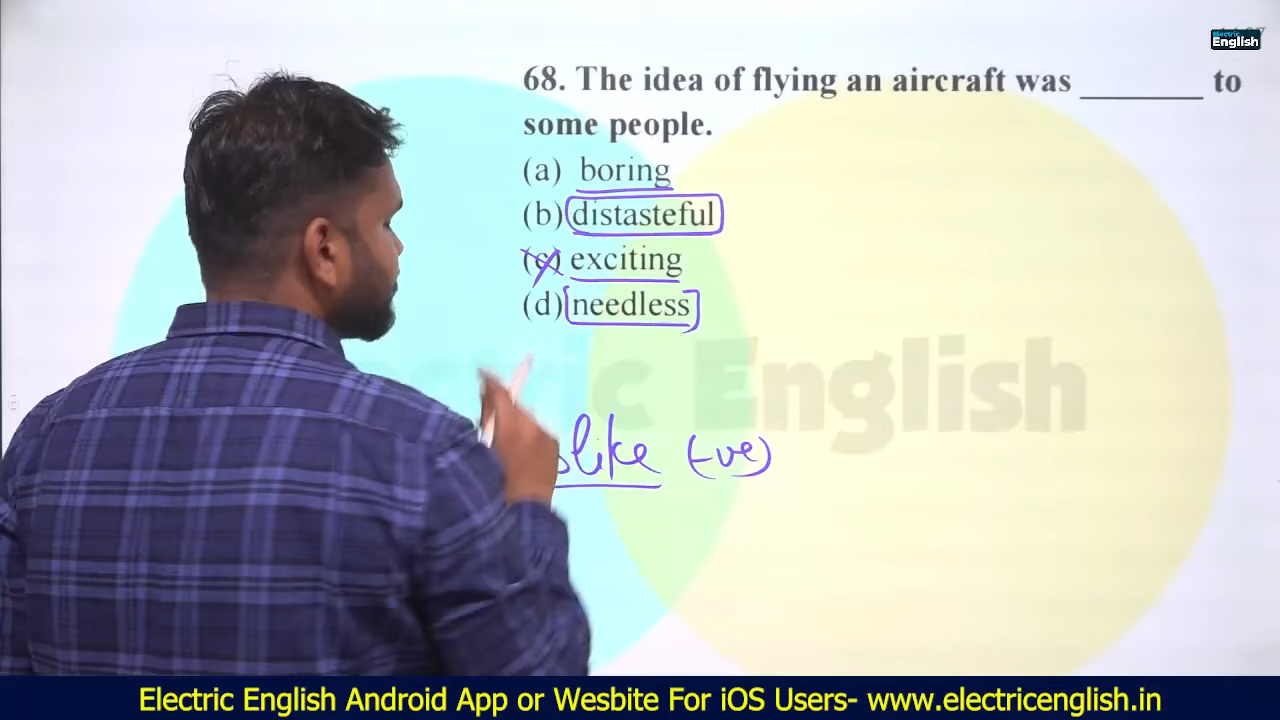 Electric
English
68. The idea of flying an aircraft was ________ to
some people.
(a) boring
(b) distasteful
(c) exciting
(d) needless
English
slike (-ve)
Electric English Android App or Wesbite For iOS Users- www.electricenglish.in